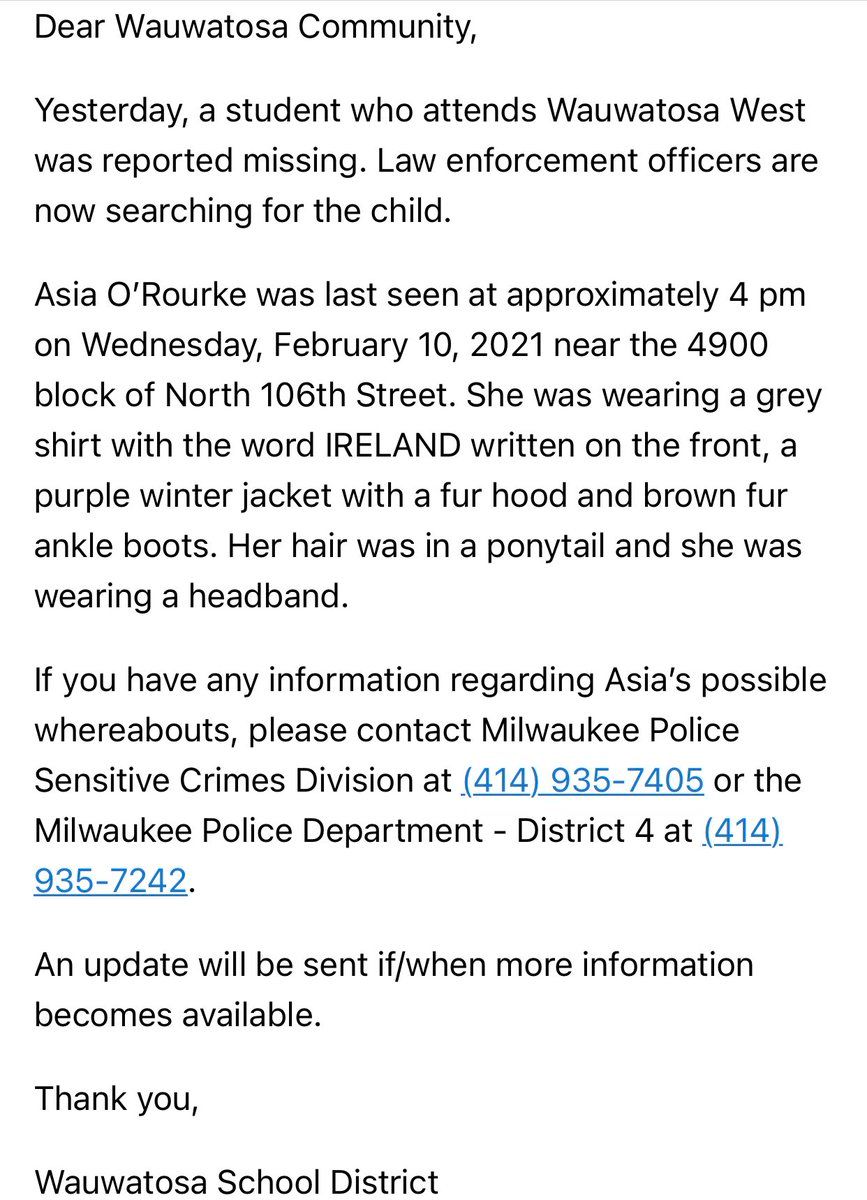 Dear Wauwatosa Community,
Yesterday, a student who attends Wauwatosa West
was reported missing. Law enforcement officers are
now searching for the child.
Asia O’Rourke was last seen at approximately 4 pm
on Wednesday, February 10, 2021 near the 4900
block of North 106th Street. She was wearing a grey
shirt with the word IRELAND written on the front, a
purple winter jacket with a fur hood and brown fur
ankle boots. Her hair was in a ponytail and she was
wearing a headband.
If you have any information regarding Asia’s possible
whereabouts, please contact Milwaukee Police
Sensitive Crimes Division at (414) 935-7405 or the
Milwaukee Police Department - District 4 at (414)
935-7242.
An update will be sent if/when more information
becomes available.
Thank you,
Wauwatosa School District